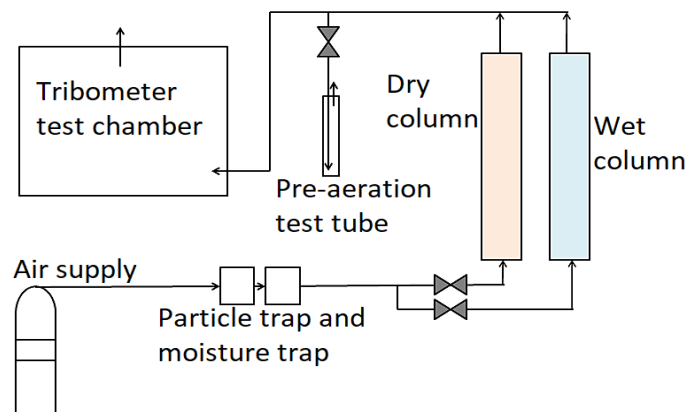 Tribometer
test chamber
Dry
column
Wet
column
Pre-aeration
test tube
Air supply
Particle trap and
moisture trap